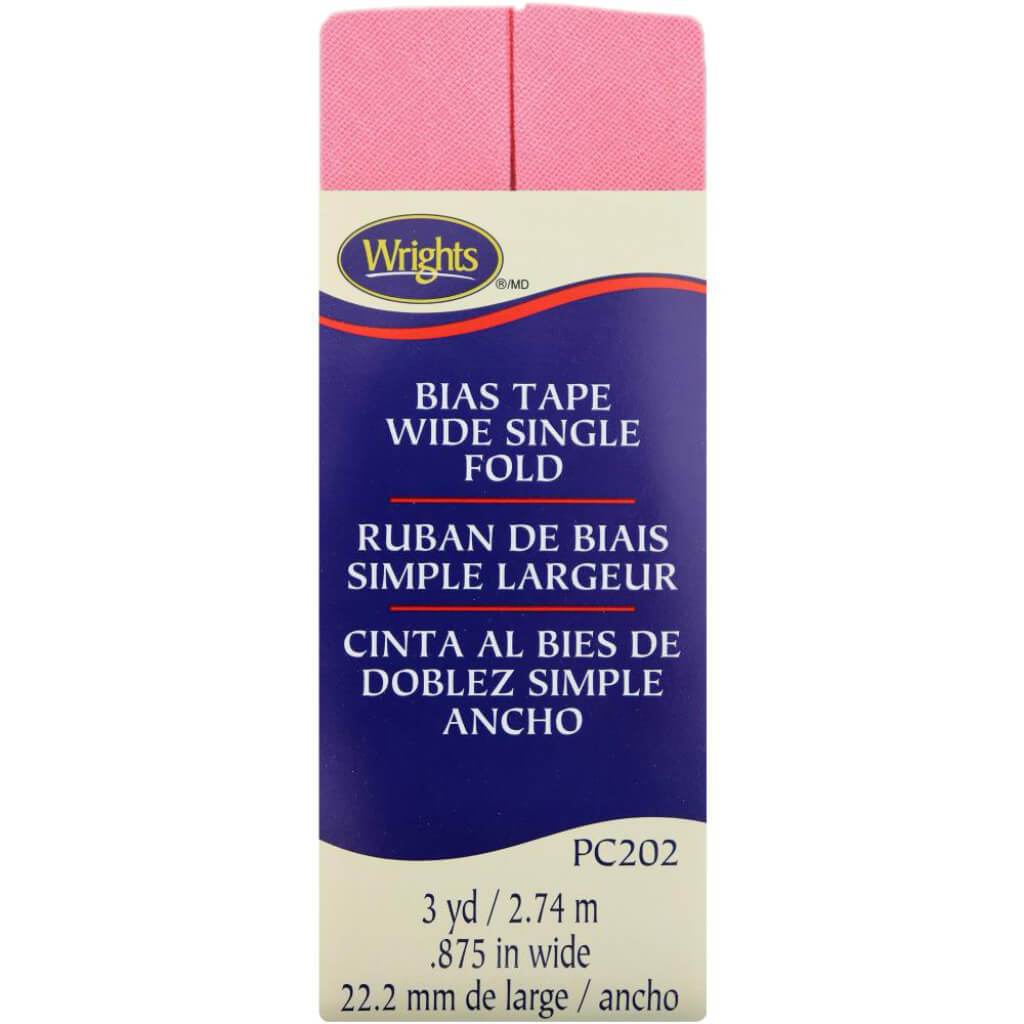 Wrights
®/MD
BIAS TAPE
WIDE SINGLE
FOLD
RUBAN DE BIAIS
SIMPLE LARGEUR
CINTA AL BIES DE
DOBLEZ SIMPLE
ANCHO
PC202
3 yd / 2.74 m
.875 in wide
22.2 mm de large / ancho